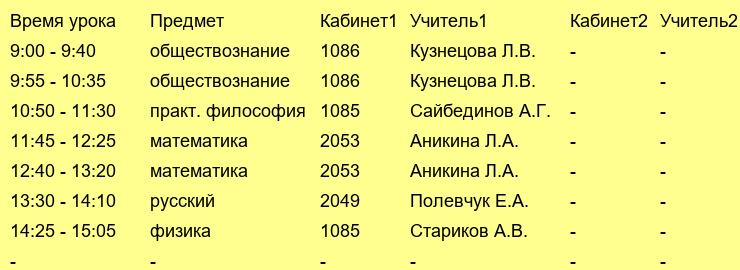 Время урока Предмет Кабинет1 Учитель1 Кабинет2 Учитель2
9:00 - 9:40 обществознание 1086 Кузнецова Л.В. - -
9:55 - 10:35 обществознание 1086 Кузнецова Л.В. - -
10:50 - 11:30 практ. философия 1085 Сайбединов А.Г. - -
11:45 - 12:25 математика 2053 Аникина Л.А. - -
12:40 - 13:20 математика 2053 Аникина Л.А. - -
13:30 - 14:10 русский 2049 Полевчук Е.А. - -
14:25 - 15:05 физика 1085 Стариков А.В. - -
- - - - - -